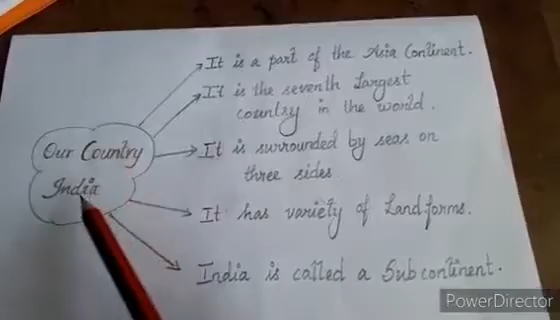 It is a part of the Asia Continent.
It is the seventh Largest
country in the world.
Our Country
India
It is surrounded by seas on
three sides.
It has variety of Landforms.
India is called a Subcontinent.
PowerDirector